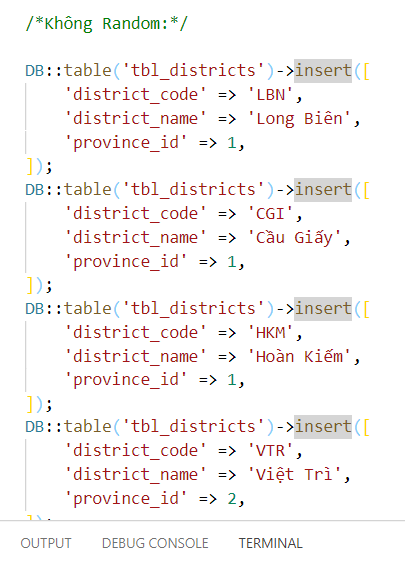 /*Không Random:*/
DB::table('tbl_districts')->insert([
'district_code' => 'LBN',
'district_name' => 'Long Biên',
'province_id' => 1,
]);
DB::table('tbl_districts')->insert([
'district_code' => 'CGI',
'district_name' => 'Cầu Giấy',
'province_id' => 1,
]);
DB::table('tbl_districts')->insert([
'district_code' => 'HKM',
'district_name' => 'Hoàn Kiếm',
'province_id' => 1,
]);
DB::table('tbl_districts')->insert([
'district_code' => 'VTR',
'district_name' => 'Việt Trì',
'province_id' => 2,
]);
OUTPUT DEBUG CONSOLE TERMINAL